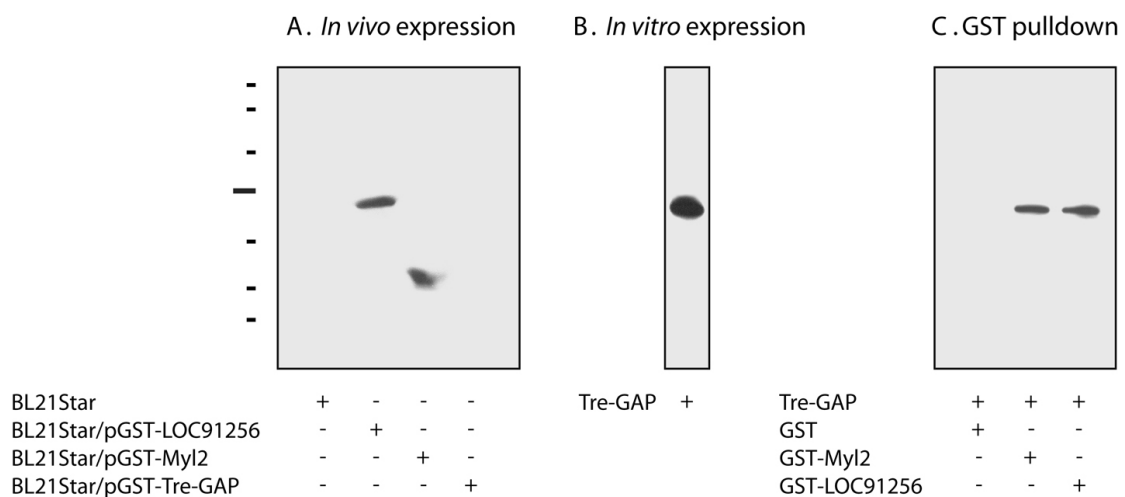 A. In vivo expression
B. In vitro expression
C.GST pulldown
BL21Star + - - -
BL21Star/pGST-LOC91256 - + - -
BL21Star/pGST-Myl2 - - + -
BL21Star/pGST-Tre-GAP - - - +
Tre-GAP +
Tre-GAP + + +
GST + - -
GST-Myl2 - + -
GST-LOC91256 - - +